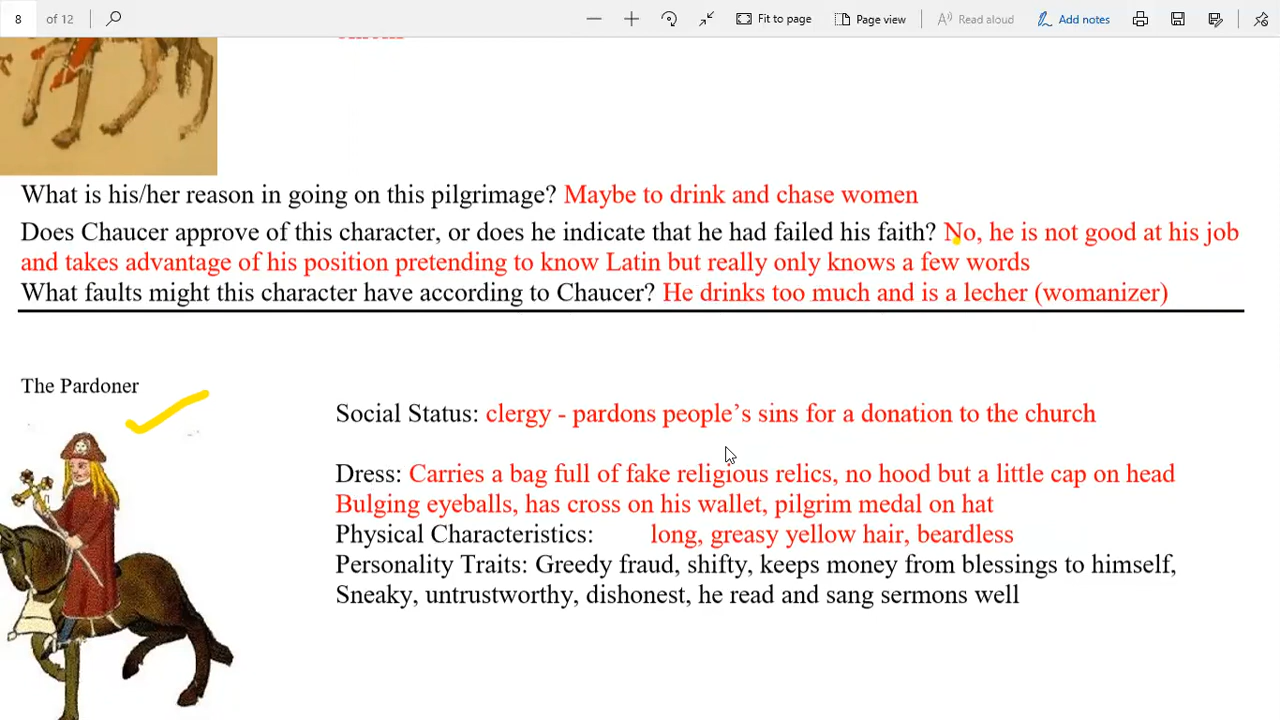 8 of 12 Fit to page Page view Read aloud Add notes
What is his/her reason in going on this pilgrimage? Maybe to drink and chase women
Does Chaucer approve of this character, or does he indicate that he had failed his faith? No, he is not good at his job
and takes advantage of his position pretending to know Latin but really only knows a few words
What faults might this character have according to Chaucer? He drinks too much and is a lecher (womanizer)
The Pardoner
Social Status: clergy - pardons people’s sins for a donation to the church
Dress: Carries a bag full of fake religious relics, no hood but a little cap on head
Bulging eyeballs, has cross on his wallet, pilgrim medal on hat
Physical Characteristics: long, greasy yellow hair, beardless
Personality Traits: Greedy fraud, shifty, keeps money from blessings to himself,
Sneaky, untrustworthy, dishonest, he read and sang sermons well